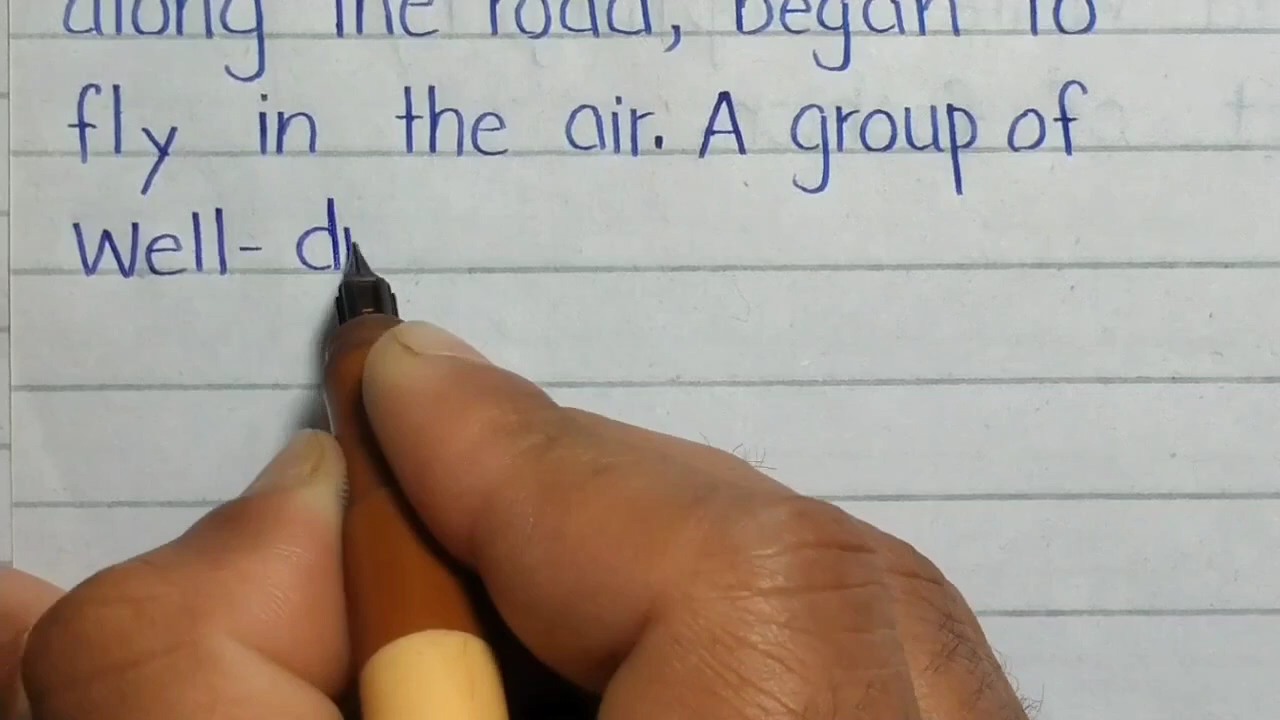 along the road, began to
fly in the air. A group of
Well- d